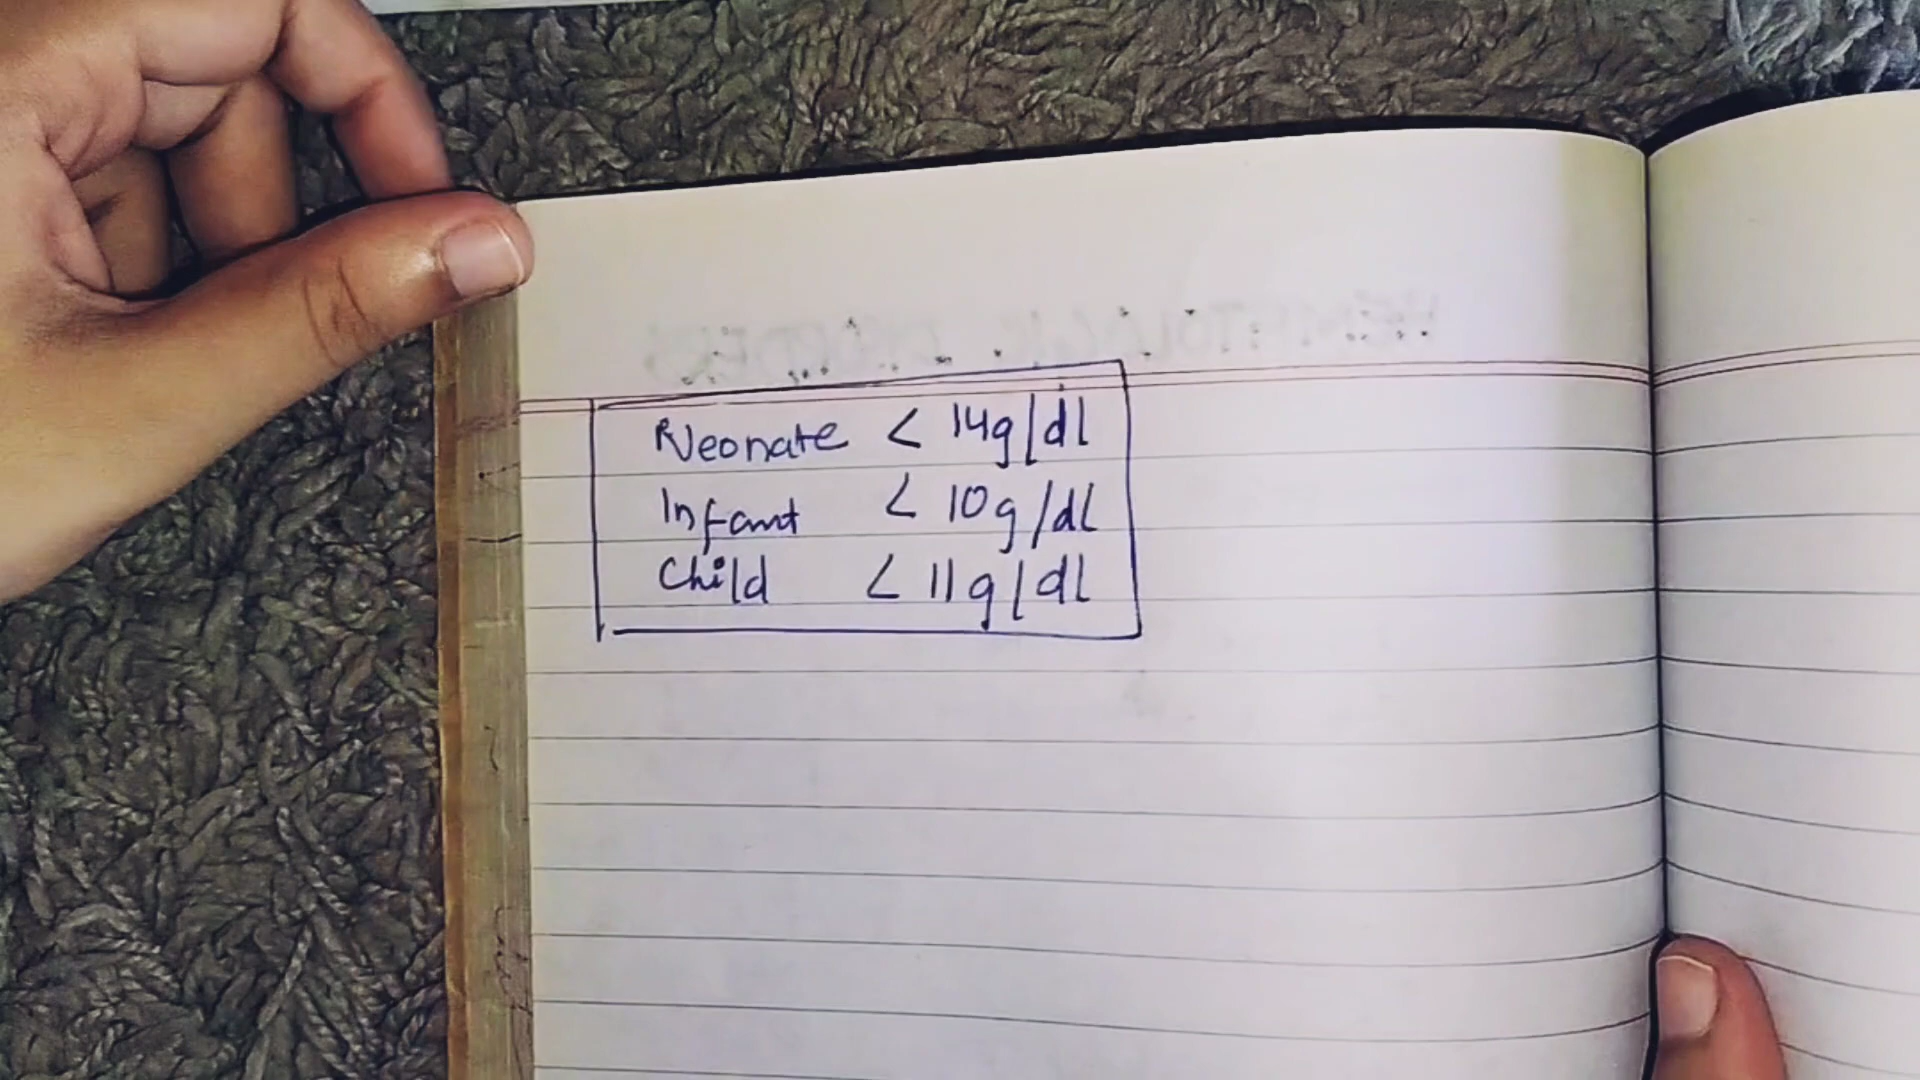 Neonate < 14g/dl
Infant < 10g/dl
Child < 11g/dl